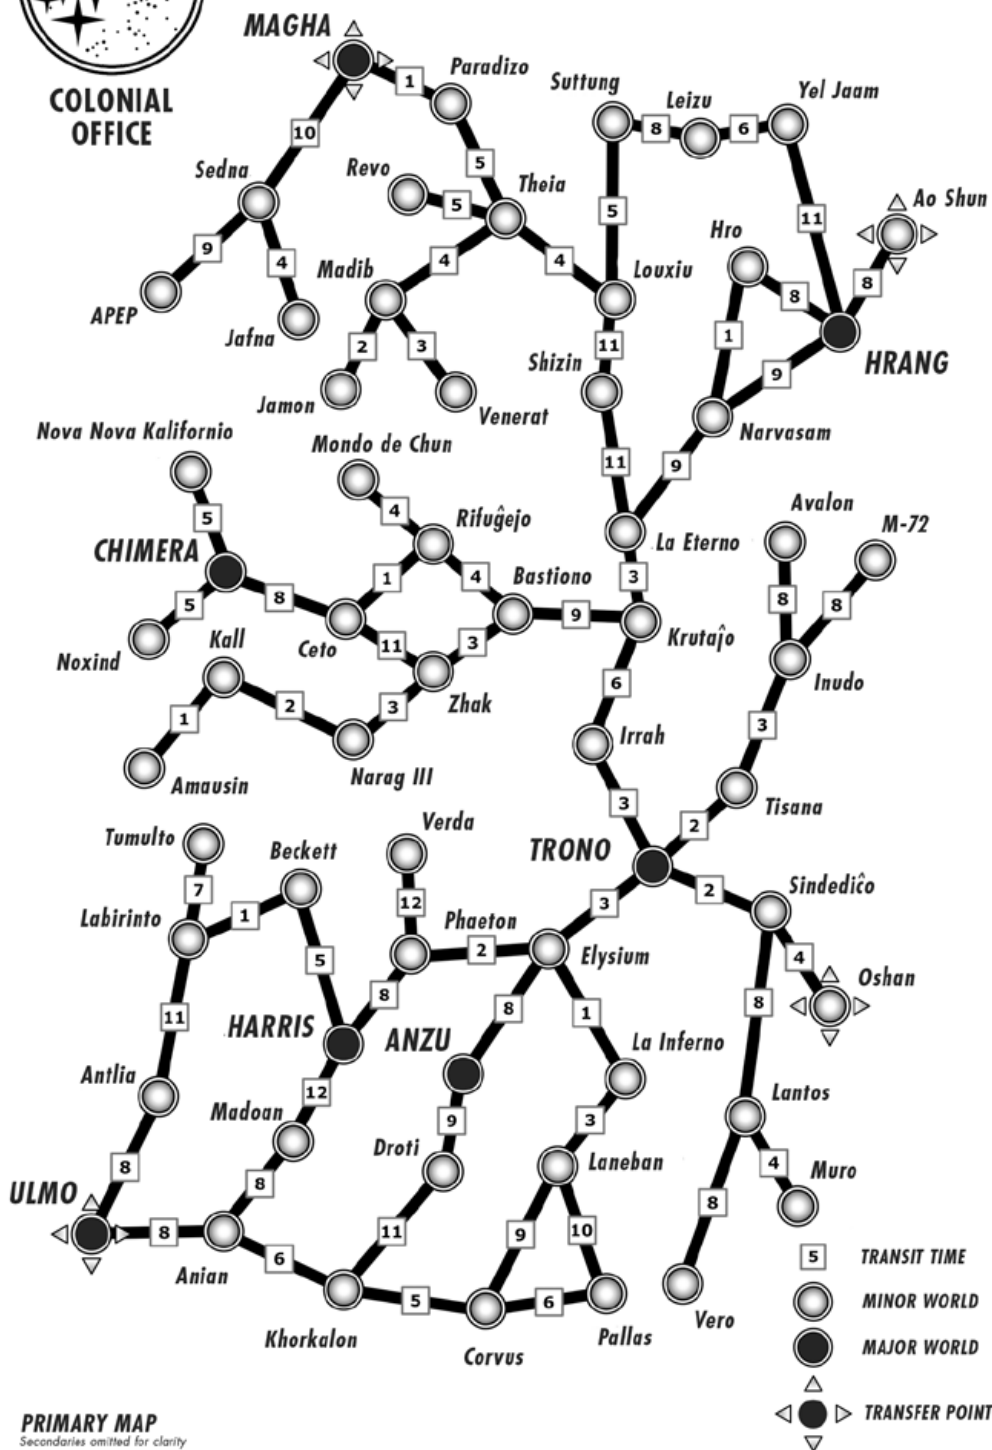 COLONIAL
OFFICE
MAGHA
1
Paradizo
Suttung
8
Leizu
6
Yel Jaam
10
Sedna
Revo
5
5
Theia
5
11
Ao Shun
9
4
Madib
4
4
Louxiu
Hro
8
8
APEP
Jafna
2
3
11
Shizin
1
9
HRANG
Jamon
Venerat
Nova Nova Kalifornio
Mondo de Chun
11
9
Narvasam
5
4
Rifuĝejo
La Eterno
Avalon
M-72
CHIMERA
1
4
Bastiono
3
8
8
5
8
9
Krutaĵo
Noxind
Kall
Ceto
11
3
Inudo
1
2
3
Zhak
6
3
Amausin
Narag III
Irrah
3
2
Tisana
Tumulto
7
Beckett
Verda
12
TRONO
Labirinto
1
5
Phaeton
2
3
Elysium
2
Sindediĉo
11
HARRIS
8
ANZU
8
1
8
4
Oshan
Antlia
12
Madoan
9
La Inferno
Lantos
8
8
Droti
3
Laneban
4
Muro
ULMO
8
Anian
6
11
9
10
8
Khorkalon
5
Corvus
6
Pallas
Vero
5 TRANSIT TIME
MINOR WORLD
MAJOR WORLD
TRANSFER POINT
PRIMARY MAP
Secondaries omitted for clarity